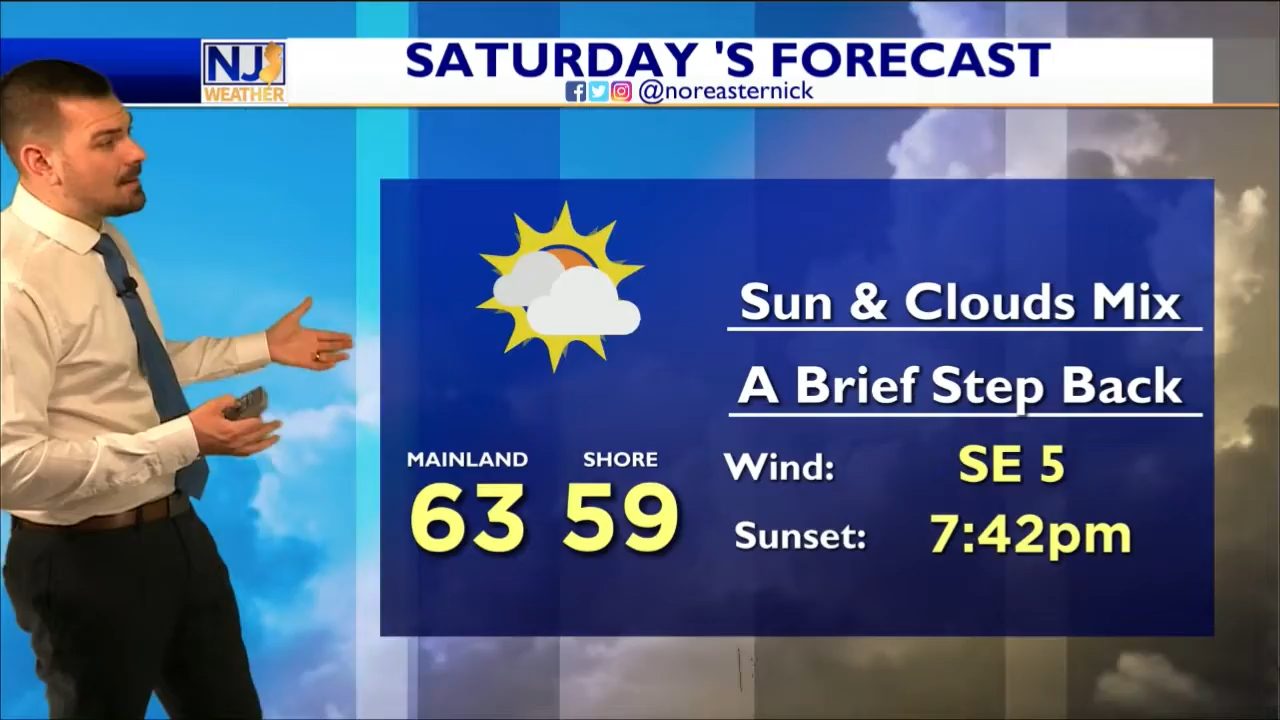 NJ
WEATHER
SATURDAY 'S FORECAST
@noreasternick
Sun & Clouds Mix
A Brief Step Back
MAINLAND SHORE
63 59
Wind: SE 5
Sunset: 7:42pm